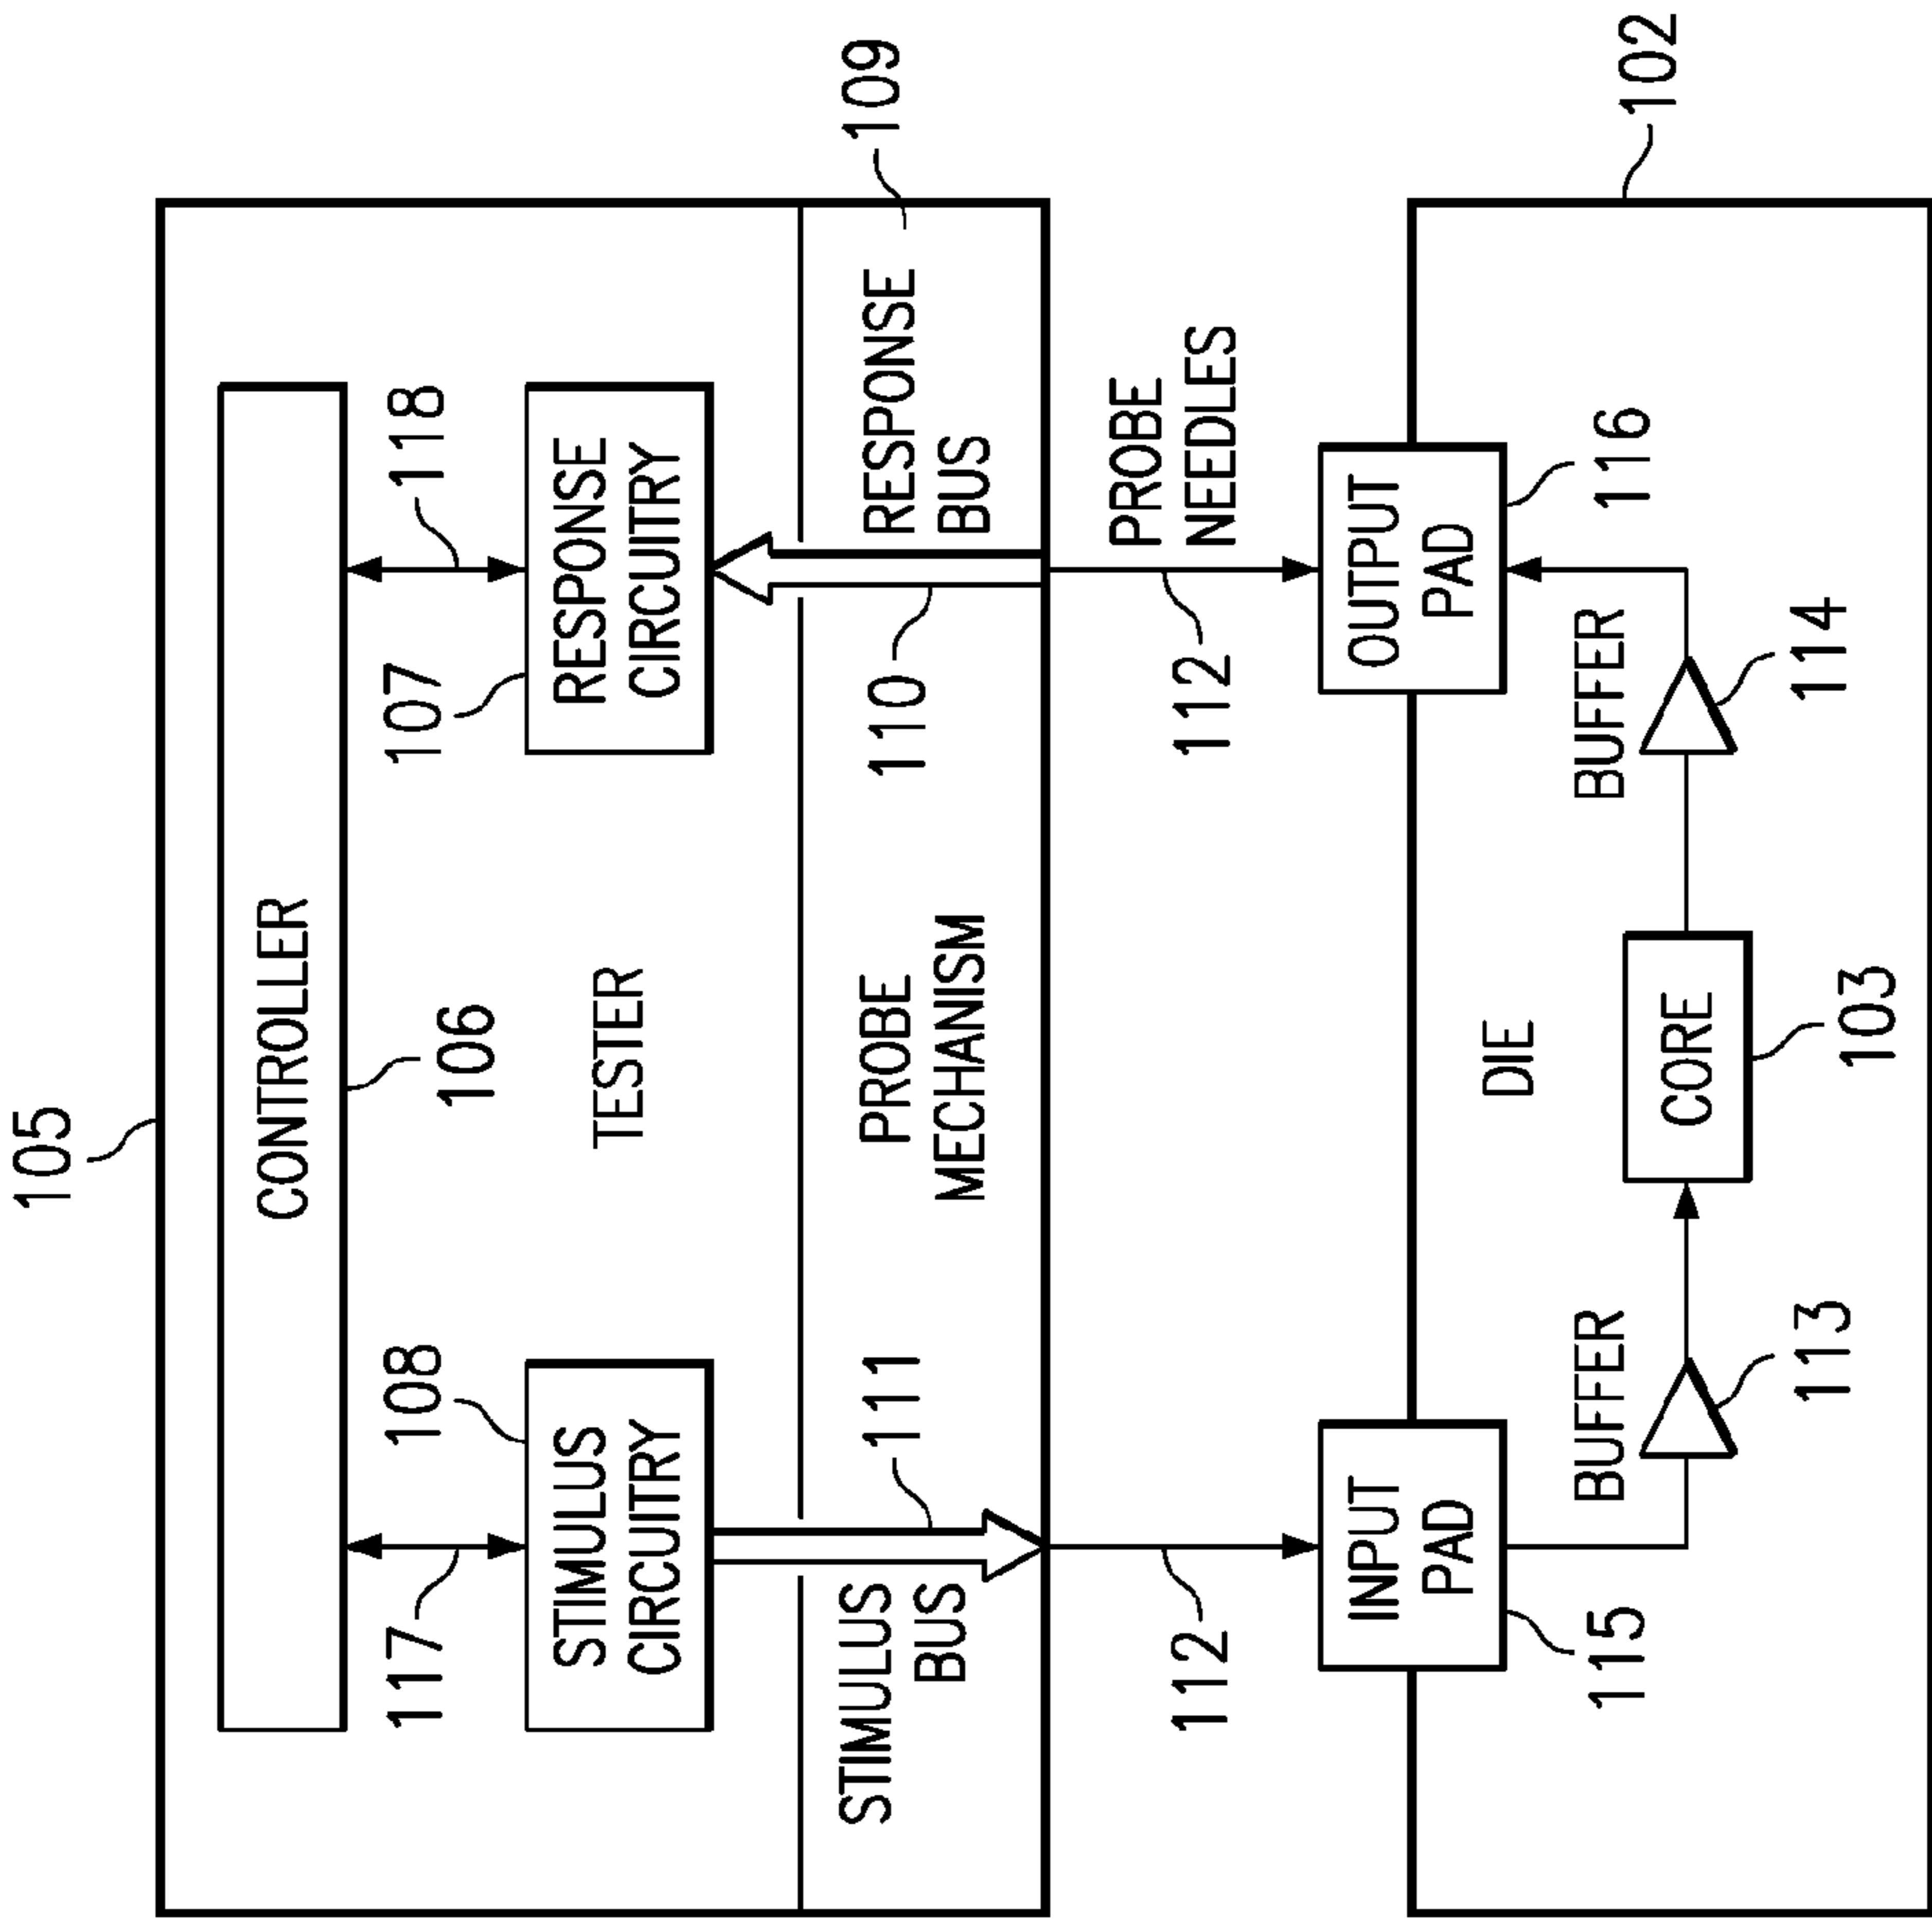 105
CONTROLLER
117
108
106
107
118
STIMULUS
CIRCUITRY
TESTER
RESPONSE
CIRCUITRY
STIMULUS
BUS
111
PROBE
MECHANISM
110
RESPONSE
BUS
109
112
112
PROBE
NEEDLES
INPUT
PAD
DIE
OUTPUT
PAD
115
BUFFER
BUFFER
116
102
CORE
113
103
114